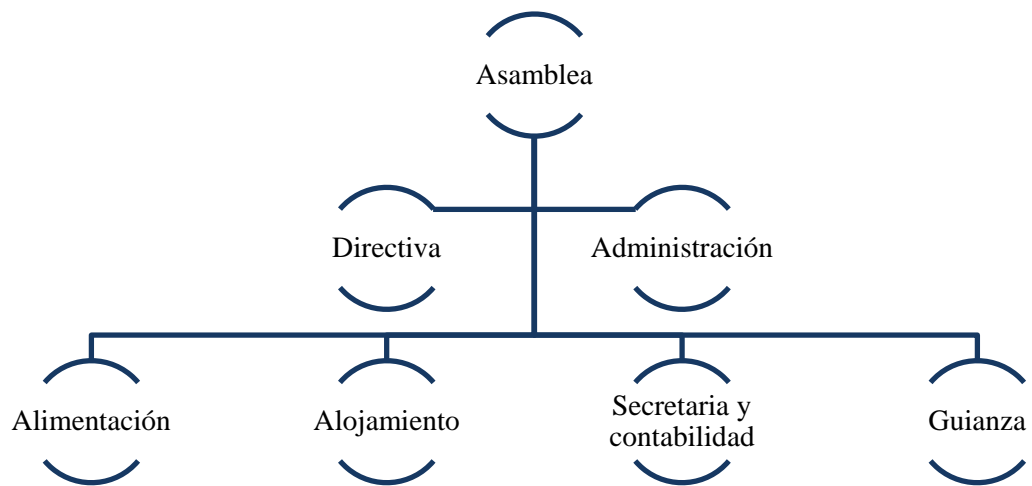 Asamblea
Directiva
Administración
Alimentación
Alojamiento
Secretaria y
contabilidad
Guianza